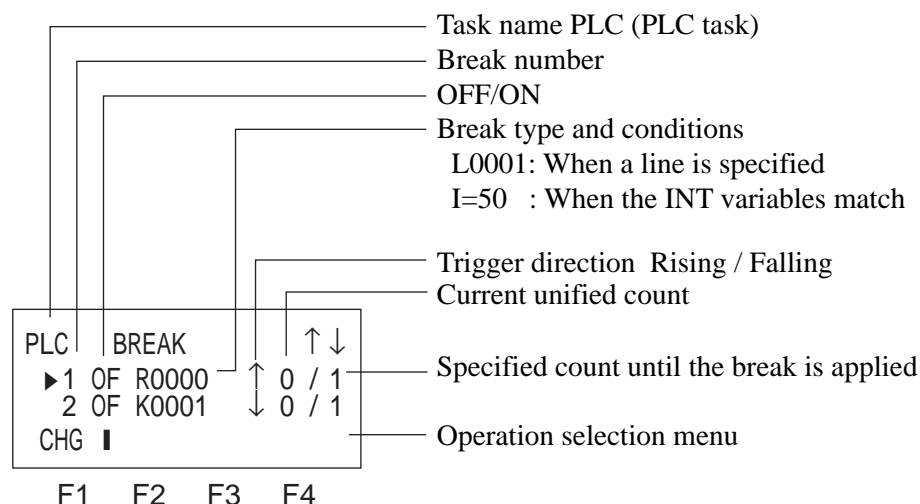 Task name PLC (PLC task)
Break number
OFF/ON
Break type and conditions
L0001: When a line is specified
I=50 : When the INT variables match
Trigger direction Rising / Falling
Current unified count
PLC BREAK ↑↓
▶1 OF R0000 ↑ 0 / 1
Specified count until the break is applied
2 OF K0001 ↓ 0 / 1
CHG ▮
Operation selection menu
F1 F2 F3 F4